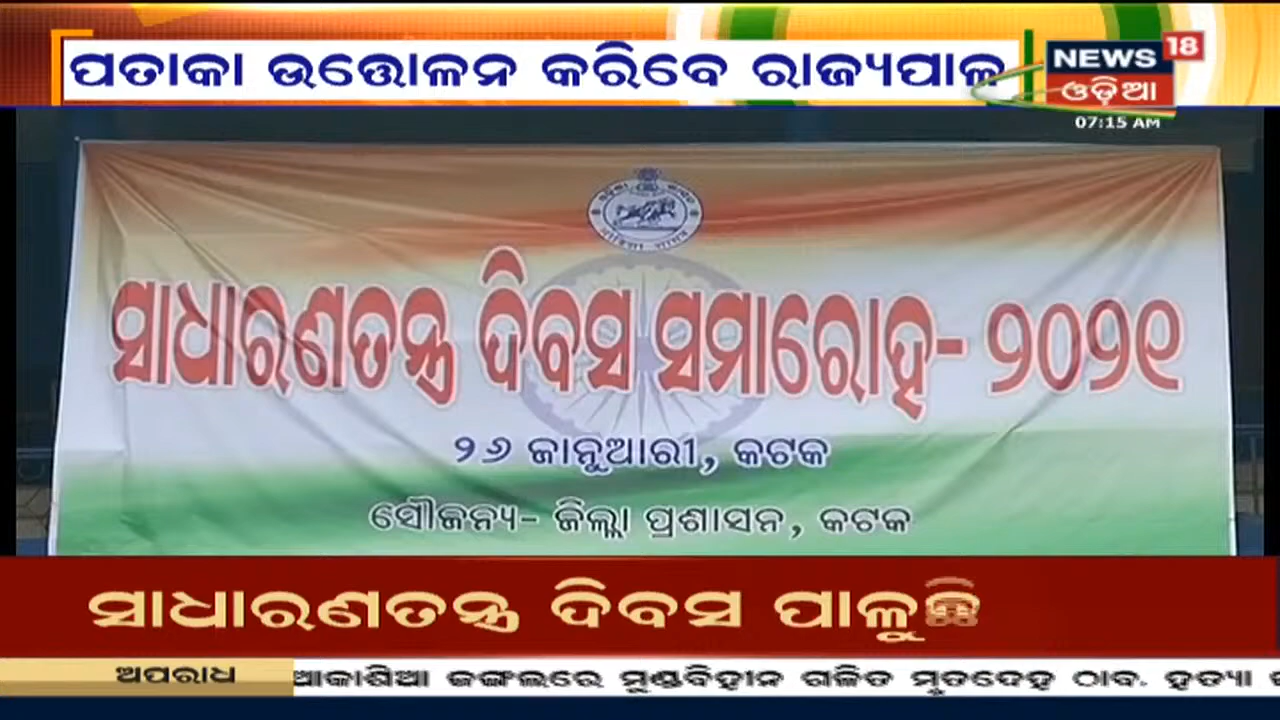 ପତାକା ଉତ୍ତୋଳନ କରିବେ ରାଜ୍ୟପାଳ
NEWS 18
ଓଡ଼ିଆ
07:15 AM
ସାଧାରଣତନ୍ତ୍ର ଦିବସ ସମାରୋହ- ୨୦୨୧
୨୬ ଜାନୁଆରୀ, କଟକ
ସୌଜନ୍ୟ- ଜିଲ୍ଲା ପ୍ରଶାସନ, କଟକ
ସାଧାରଣତନ୍ତ୍ର ଦିବସ ପାଳୁଛି
ଅପରାଧ
ଆକାଶିଆ ଜଙ୍ଗଲରେ ମୁଣ୍ଡବିହୀନ ଗଳିତ ମୃତଦେହ ଠାବ. ହତ୍ୟା